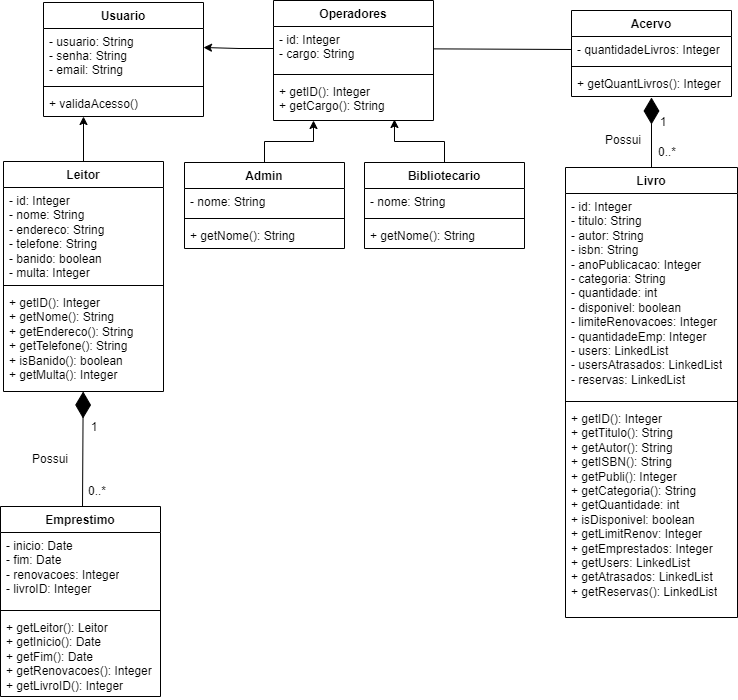 Usuario
- usuario: String
- senha: String
- email: String
+ validaAcesso()
Operadores
- id: Integer
- cargo: String
+ getID(): Integer
+ getCargo(): String
Acervo
- quantidadeLivros: Integer
+ getQuantLivros(): Integer
1
Possui
0..*
Leitor
- id: Integer
- nome: String
- endereco: String
- telefone: String
- banido: boolean
- multa: Integer
+ getID(): Integer
+ getNome(): String
+ getEndereco(): String
+ getTelefone(): String
+ isBanido(): boolean
+ getMulta(): Integer
Admin
- nome: String
+ getNome(): String
Bibliotecario
- nome: String
+ getNome(): String
Livro
- id: Integer
- titulo: String
- autor: String
- isbn: String
- anoPublicacao: Integer
- categoria: String
- quantidade: int
- disponivel: boolean
- limiteRenovacoes: Integer
- quantidadeEmp: Integer
- users: LinkedList
- usersAtrasados: LinkedList
- reservas: LinkedList
+ getID(): Integer
+ getTitulo(): String
+ getAutor(): String
+ getISBN(): String
+ getPubli(): Integer
+ getCategoria(): String
+ getQuantidade: int
+ isDisponivel: boolean
+ getLimitRenov: Integer
+ getEmprestados: Integer
+ getUsers: LinkedList
+ getAtrasados: LinkedList
+ getReservas(): LinkedList
1
Possui
0..*
Emprestimo
- inicio: Date
- fim: Date
- renovacoes: Integer
- livroID: Integer
+ getLeitor(): Leitor
+ getInicio(): Date
+ getFim(): Date
+ getRenovacoes(): Integer
+ getLivroID(): Integer